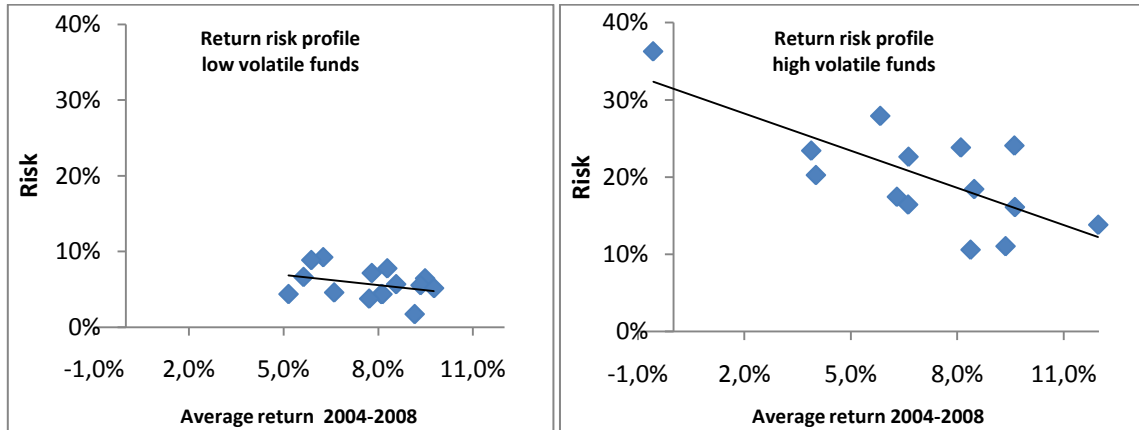 40%
Return risk profile
low volatile funds
30%
Risk
20%
10%
0%
-1,0% 2,0% 5,0% 8,0% 11,0%
Average return 2004-2008
40%
Return risk profile
high volatile funds
30%
Risk
20%
10%
0%
-1,0% 2,0% 5,0% 8,0% 11,0%
Average return 2004-2008